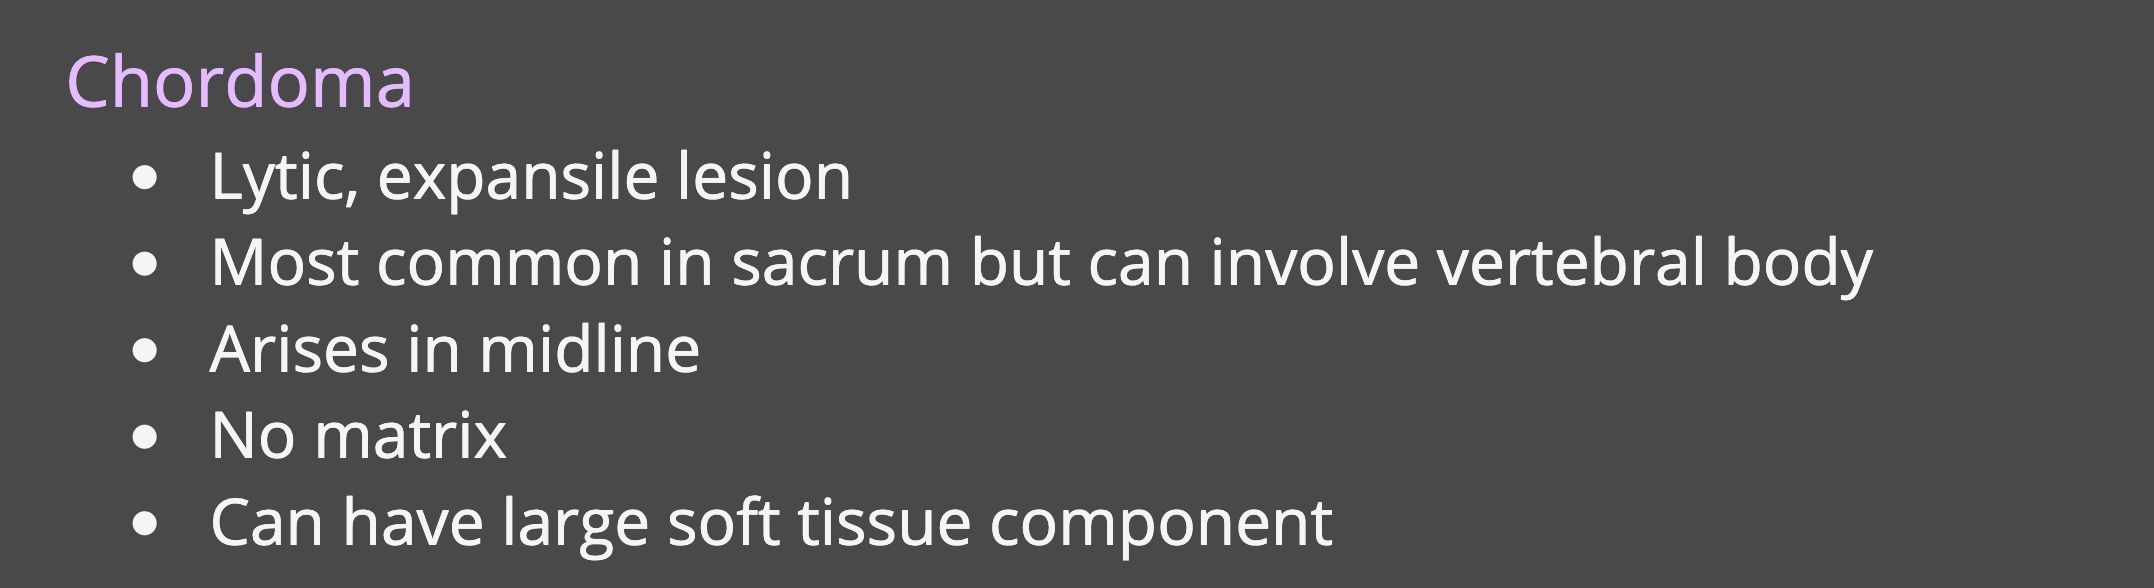 Chordoma
• Lytic, expansile lesion
• Most common in sacrum but can involve vertebral body
• Arises in midline
• No matrix
• Can have large soft tissue component